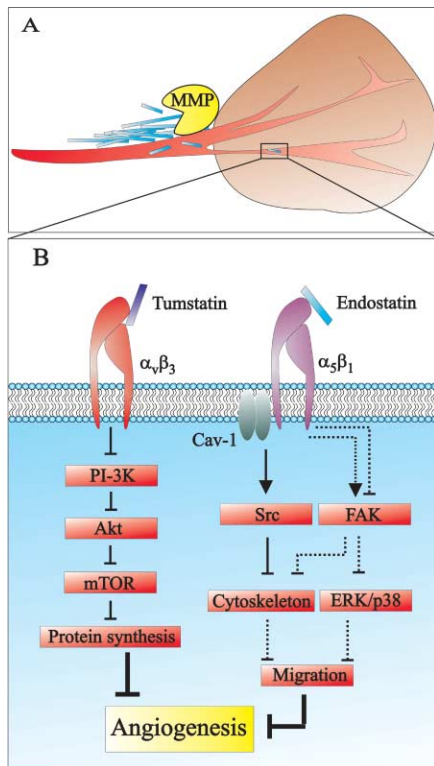 A
MMP
B
Tumstatin
Endostatin
αvβ3
α5β1
Cav-1
PI-3K
Src
FAK
Akt
mTOR
Cytoskeleton
ERK/p38
Protein synthesis
Migration
Angiogenesis